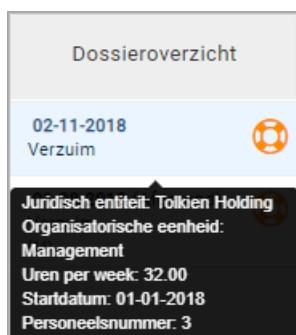 Dossieroverzicht
02-11-2018
Verzuim
Juridisch entiteit: Tolkien Holding
Organisatorische eenheid:
Management
Uren per week: 32.00
Startdatum: 01-01-2018
Personeelsnummer: 3